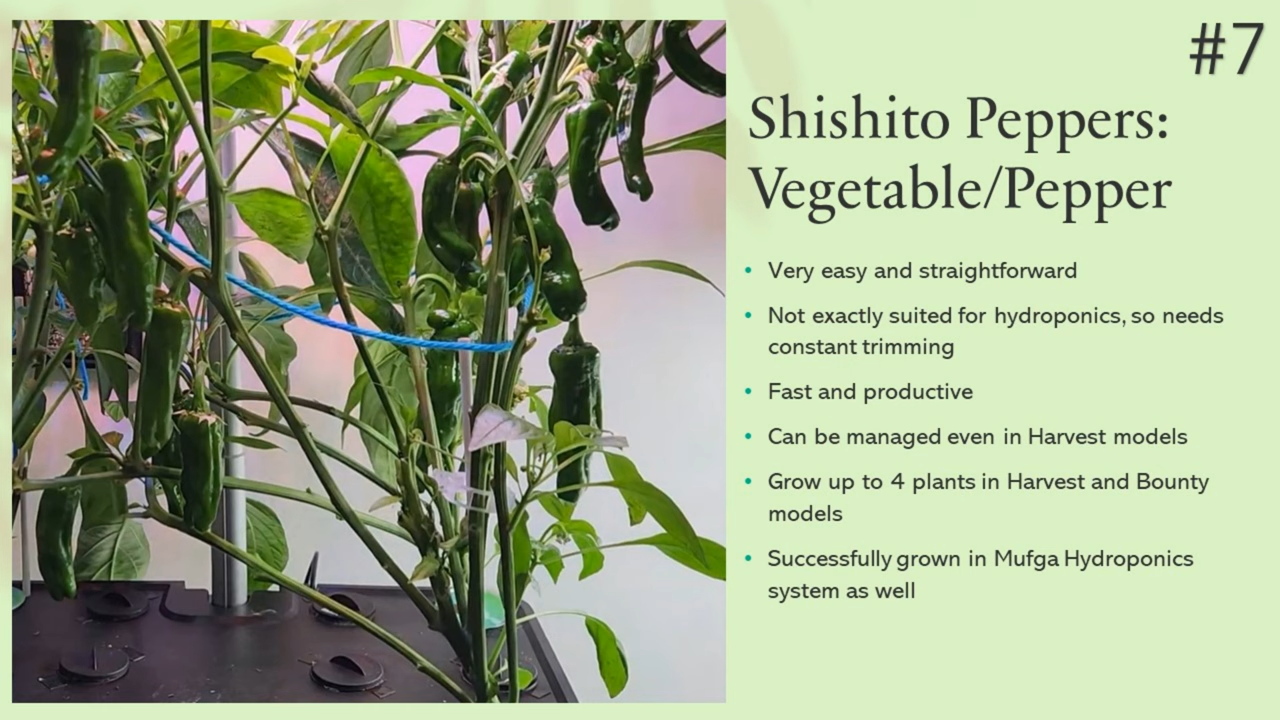 #7
Shishito Peppers:
Vegetable/Pepper
• Very easy and straightforward
• Not exactly suited for hydroponics, so needs
constant trimming
• Fast and productive
• Can be managed even in Harvest models
• Grow up to 4 plants in Harvest and Bounty
models
• Successfully grown in Mufga Hydroponics
system as well